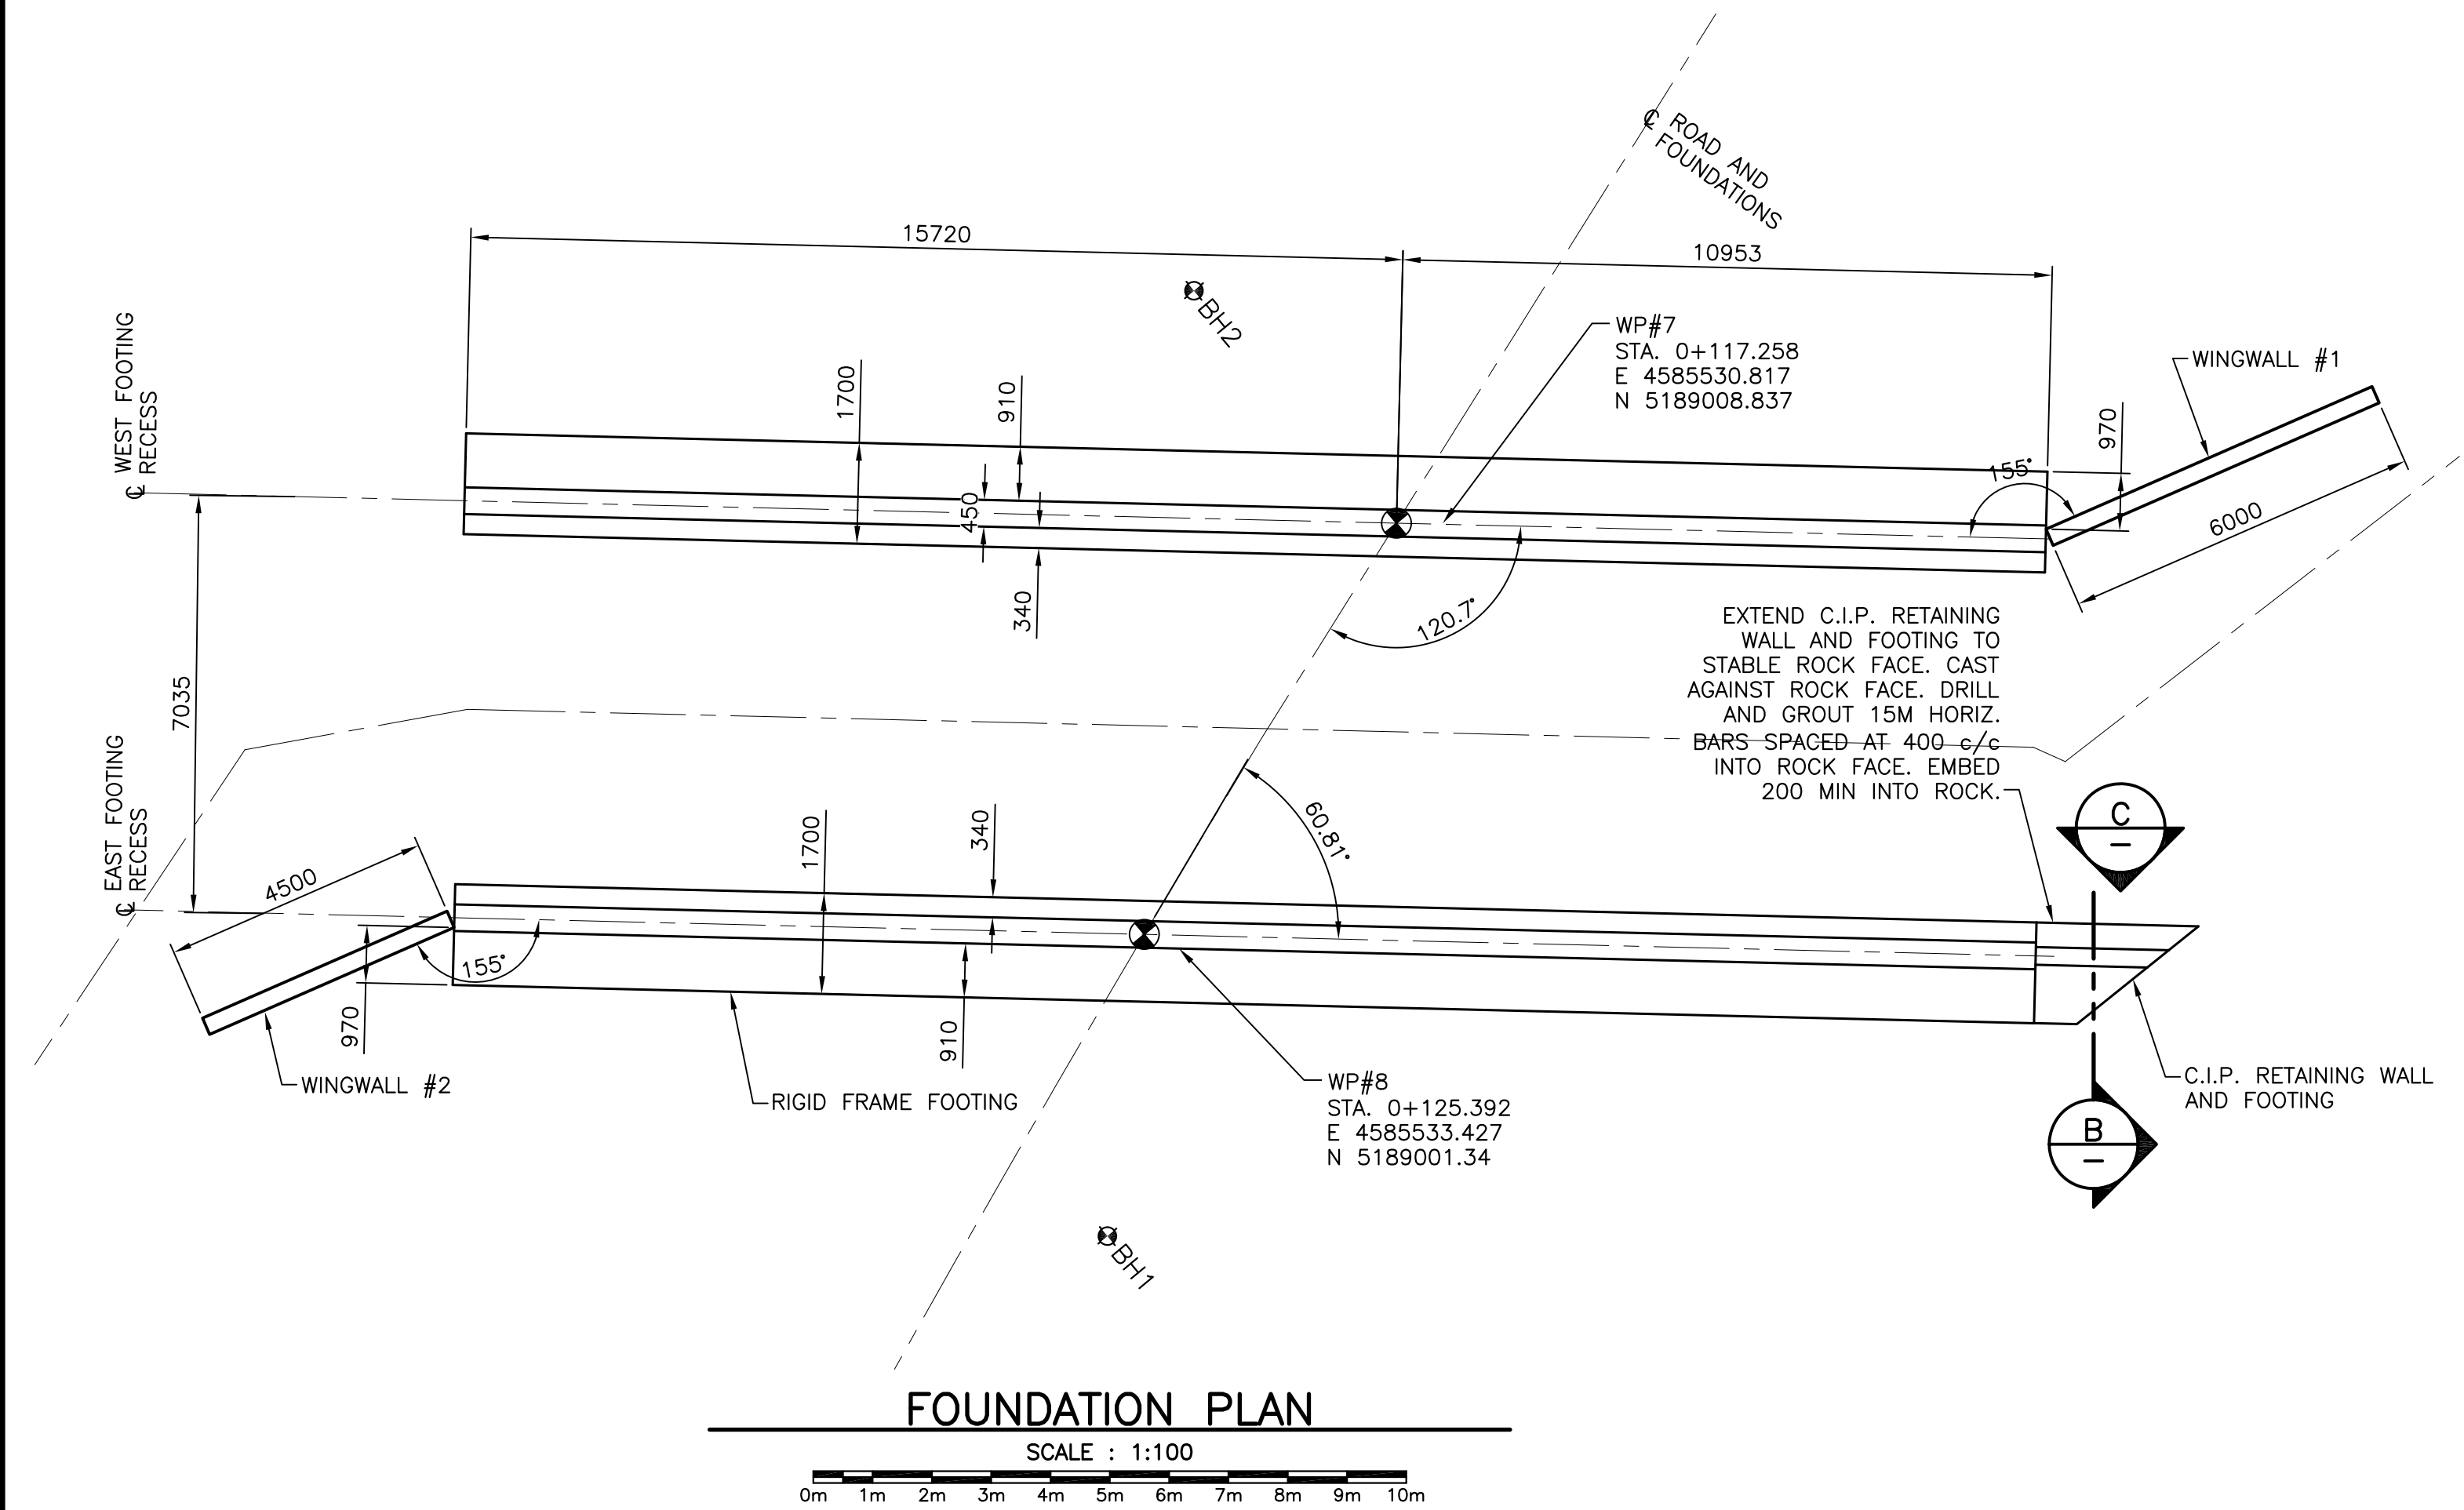 ℄ ROAD AND
FOUNDATIONS
15720
10953
BH2
WP#7
STA. 0+117.258
E 4585530.817
N 5189008.837
WINGWALL #1
℄ WEST FOOTING
RECESS
1700
910
450
340
970
155°
6000
120.7°
7035
EXTEND C.I.P. RETAINING
WALL AND FOOTING TO
STABLE ROCK FACE. CAST
AGAINST ROCK FACE. DRILL
AND GROUT 15M HORIZ.
BARS SPACED AT 400 c/c
INTO ROCK FACE. EMBED
200 MIN INTO ROCK.
℄ EAST FOOTING
RECESS
4500
1700
340
60.81°
C
–
155°
970
910
WINGWALL #2
RIGID FRAME FOOTING
WP#8
STA. 0+125.392
E 4585533.427
N 5189001.34
B
–
C.I.P. RETAINING WALL
AND FOOTING
BH1
FOUNDATION PLAN
SCALE : 1:100
0m 1m 2m 3m 4m 5m 6m 7m 8m 9m 10m